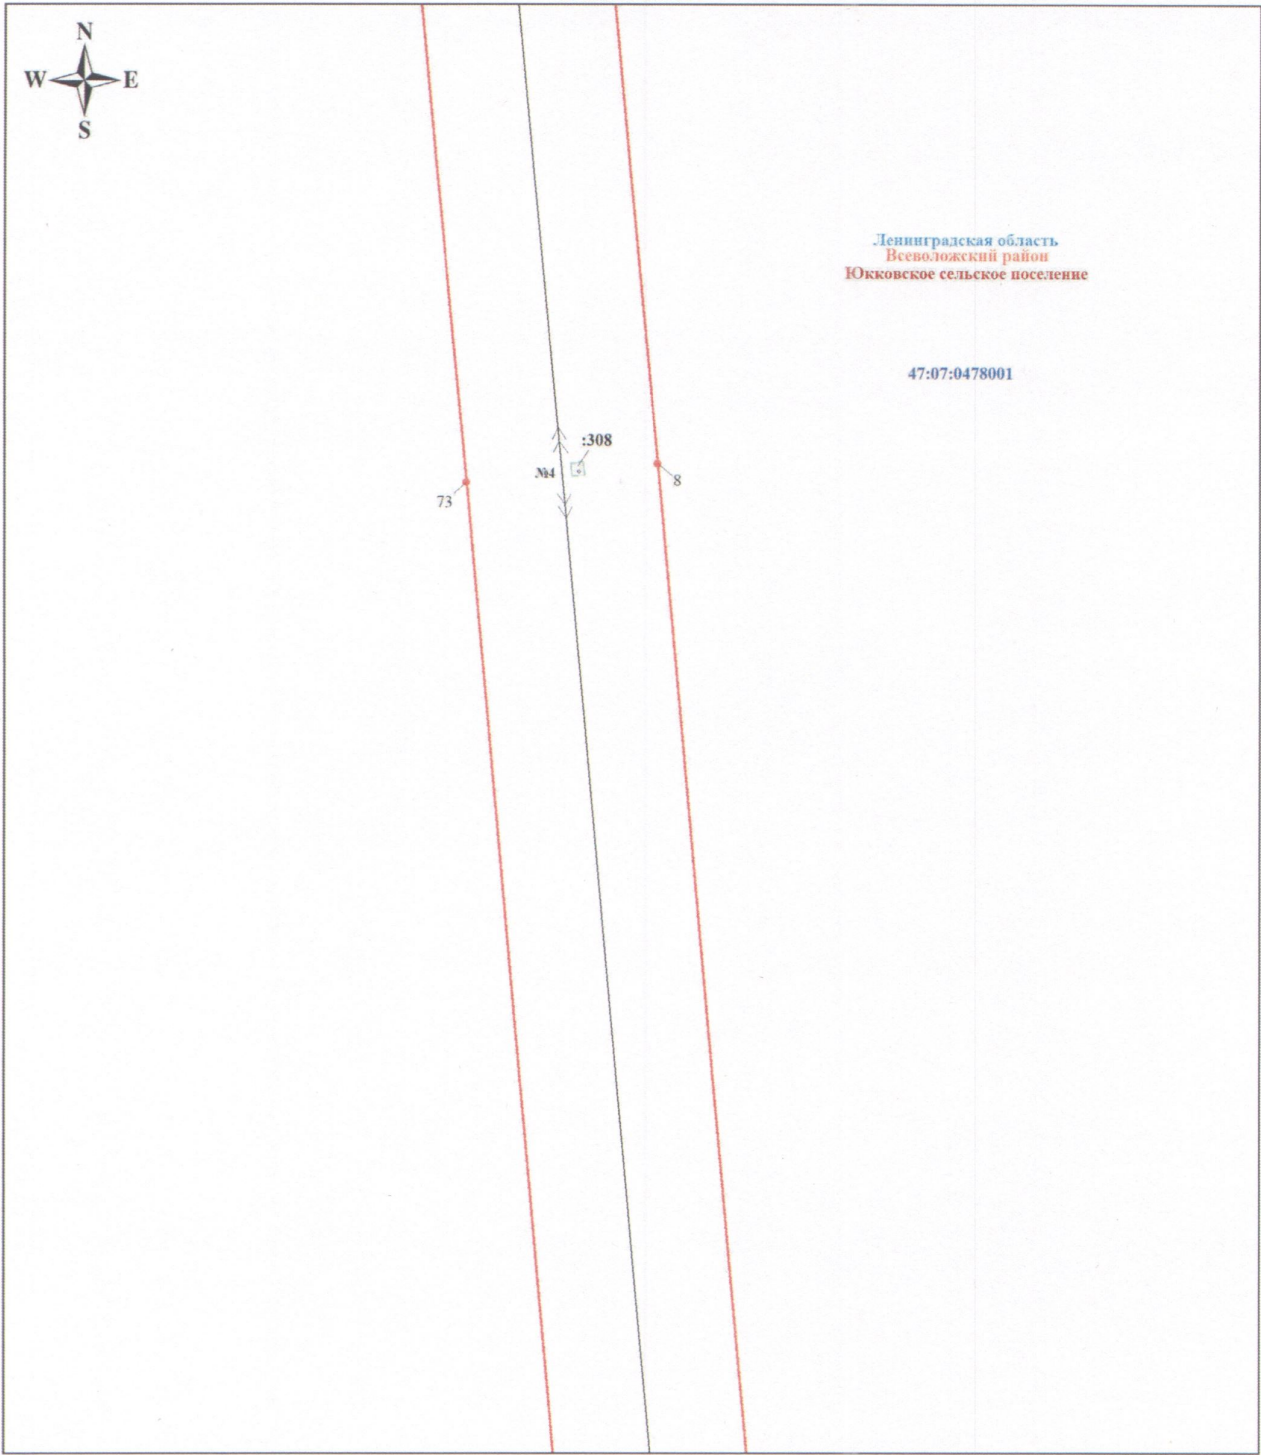 N
W E
S
Ленинградская область
Всеволожский район
Юкковское сельское поселение
47:07:0478001
:308
№4
8
73